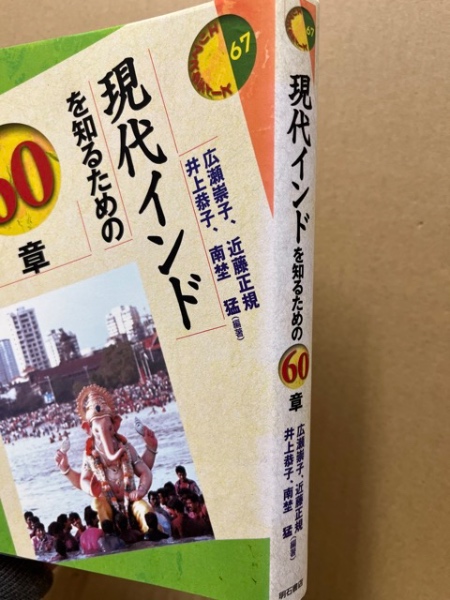 67
現代インド
を知るための
60
章
広瀬崇子、近藤正規
井上恭子、南埜 猛(編著)
67
現代インドを知るための60章
広瀬崇子、近藤正規
井上恭子、南埜 猛(編著)
明石書店